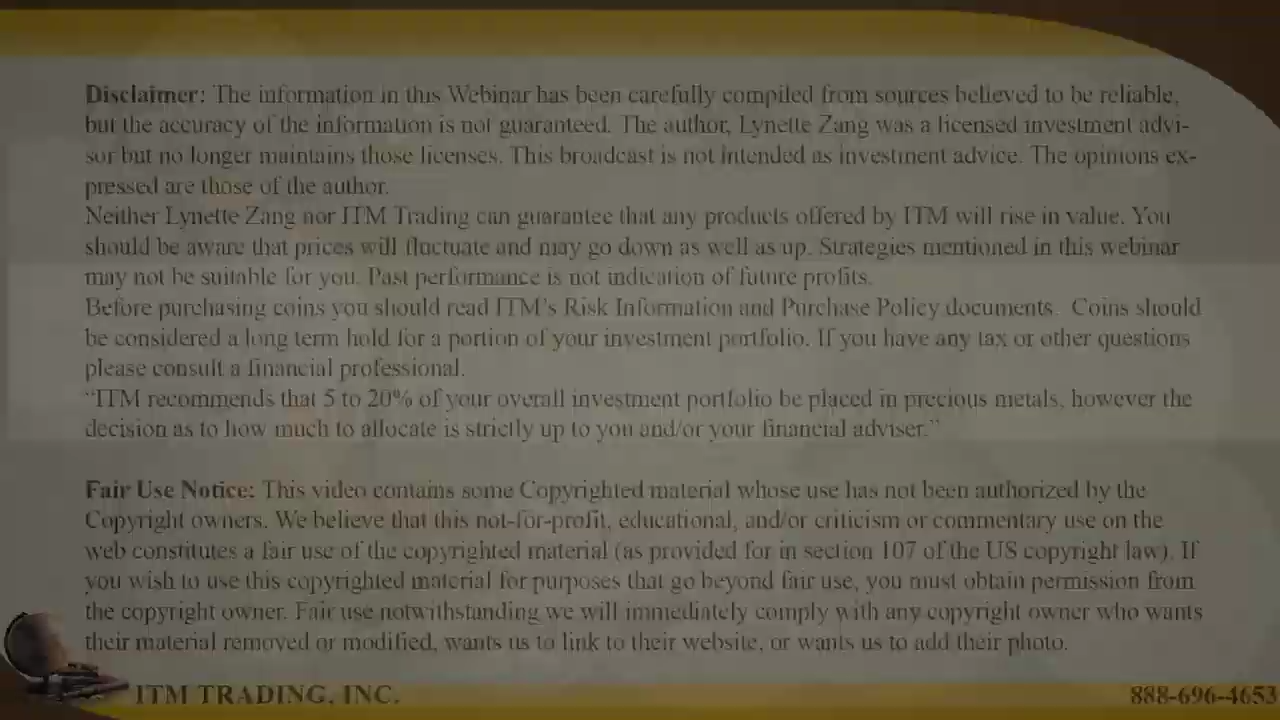 Disclaimer: The information in this Webinar has been carefully compiled from sources believed to be reliable,
but the accuracy of the information is not guaranteed. The author, Lynette Zang was a licensed investment advi-
sor but no longer maintains those licenses. This broadcast is not intended as investment advice. The opinions ex-
pressed are those of the author.
Neither Lynette Zang nor ITM Trading can guarantee that any products offered by ITM will rise in value. You
should be aware that prices will fluctuate and may go down as well as up. Strategies mentioned in this webinar
may not be suitable for you. Past performance is not indication of future profits.
Before purchasing coins you should read ITM's Risk Information and Purchase Policy documents. Coins should
be considered a long term hold for a portion of your investment portfolio. If you have any tax or other questions
please consult a financial professional.
“ITM recommends that 5 to 20% of your overall investment portfolio be placed in precious metals, however the
decision as to how much to allocate is strictly up to you and/or your financial adviser.”
Fair Use Notice: This video contains some Copyrighted material whose use has not been authorized by the
Copyright owners. We believe that this not-for-profit, educational, and/or criticism or commentary use on the
web constitutes a fair use of the copyrighted material (as provided for in section 107 of the US copyright law). If
you wish to use this copyrighted material for purposes that go beyond fair use, you must obtain permission from
the copyright owner. Fair use notwithstanding we will immediately comply with any copyright owner who wants
their material removed or modified, wants us to link to their website, or wants us to add their photo.
ITM TRADING, INC. 888-696-4653